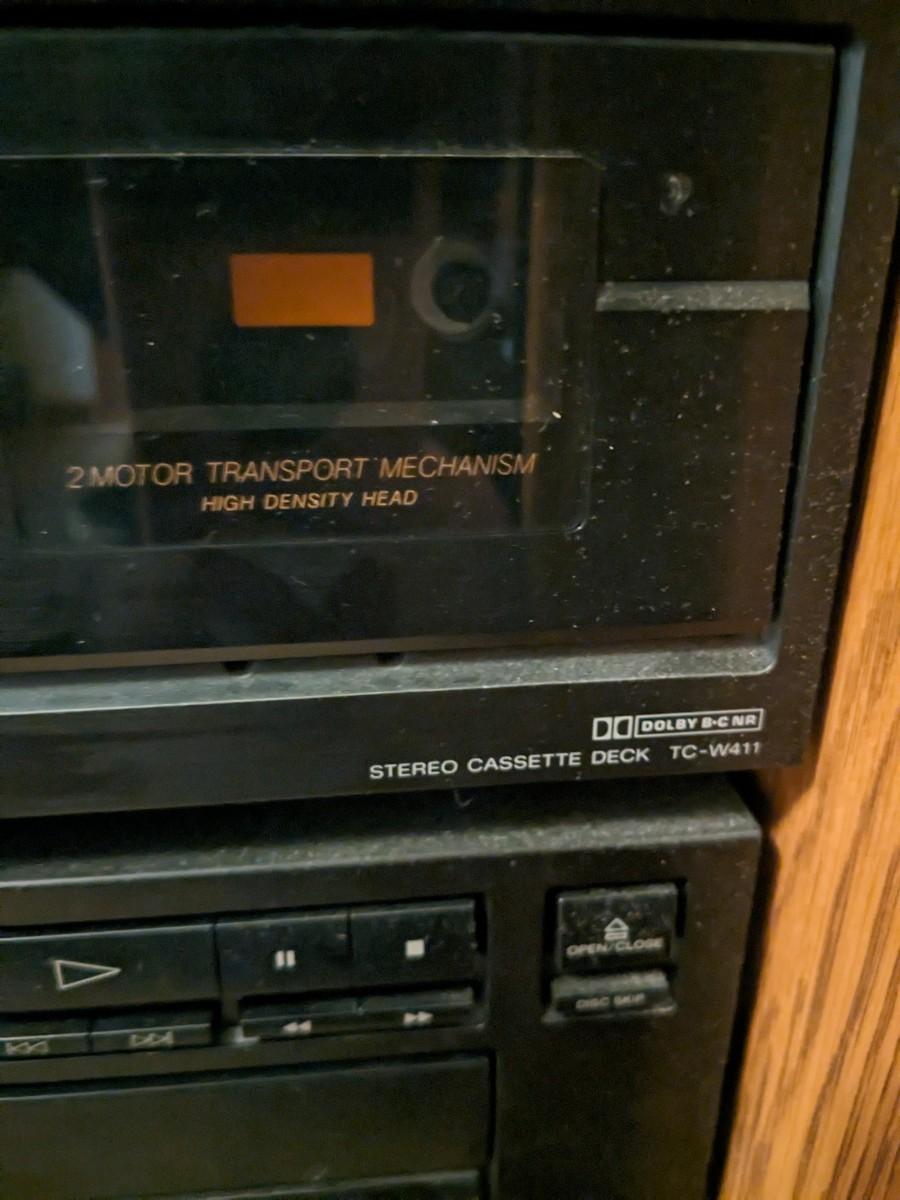 2 MOTOR TRANSPORT MECHANISM
HIGH DENSITY HEAD
DOLBY B·C NR
STEREO CASSETTE DECK TC-W411
OPEN/CLOSE
DISC SKIP